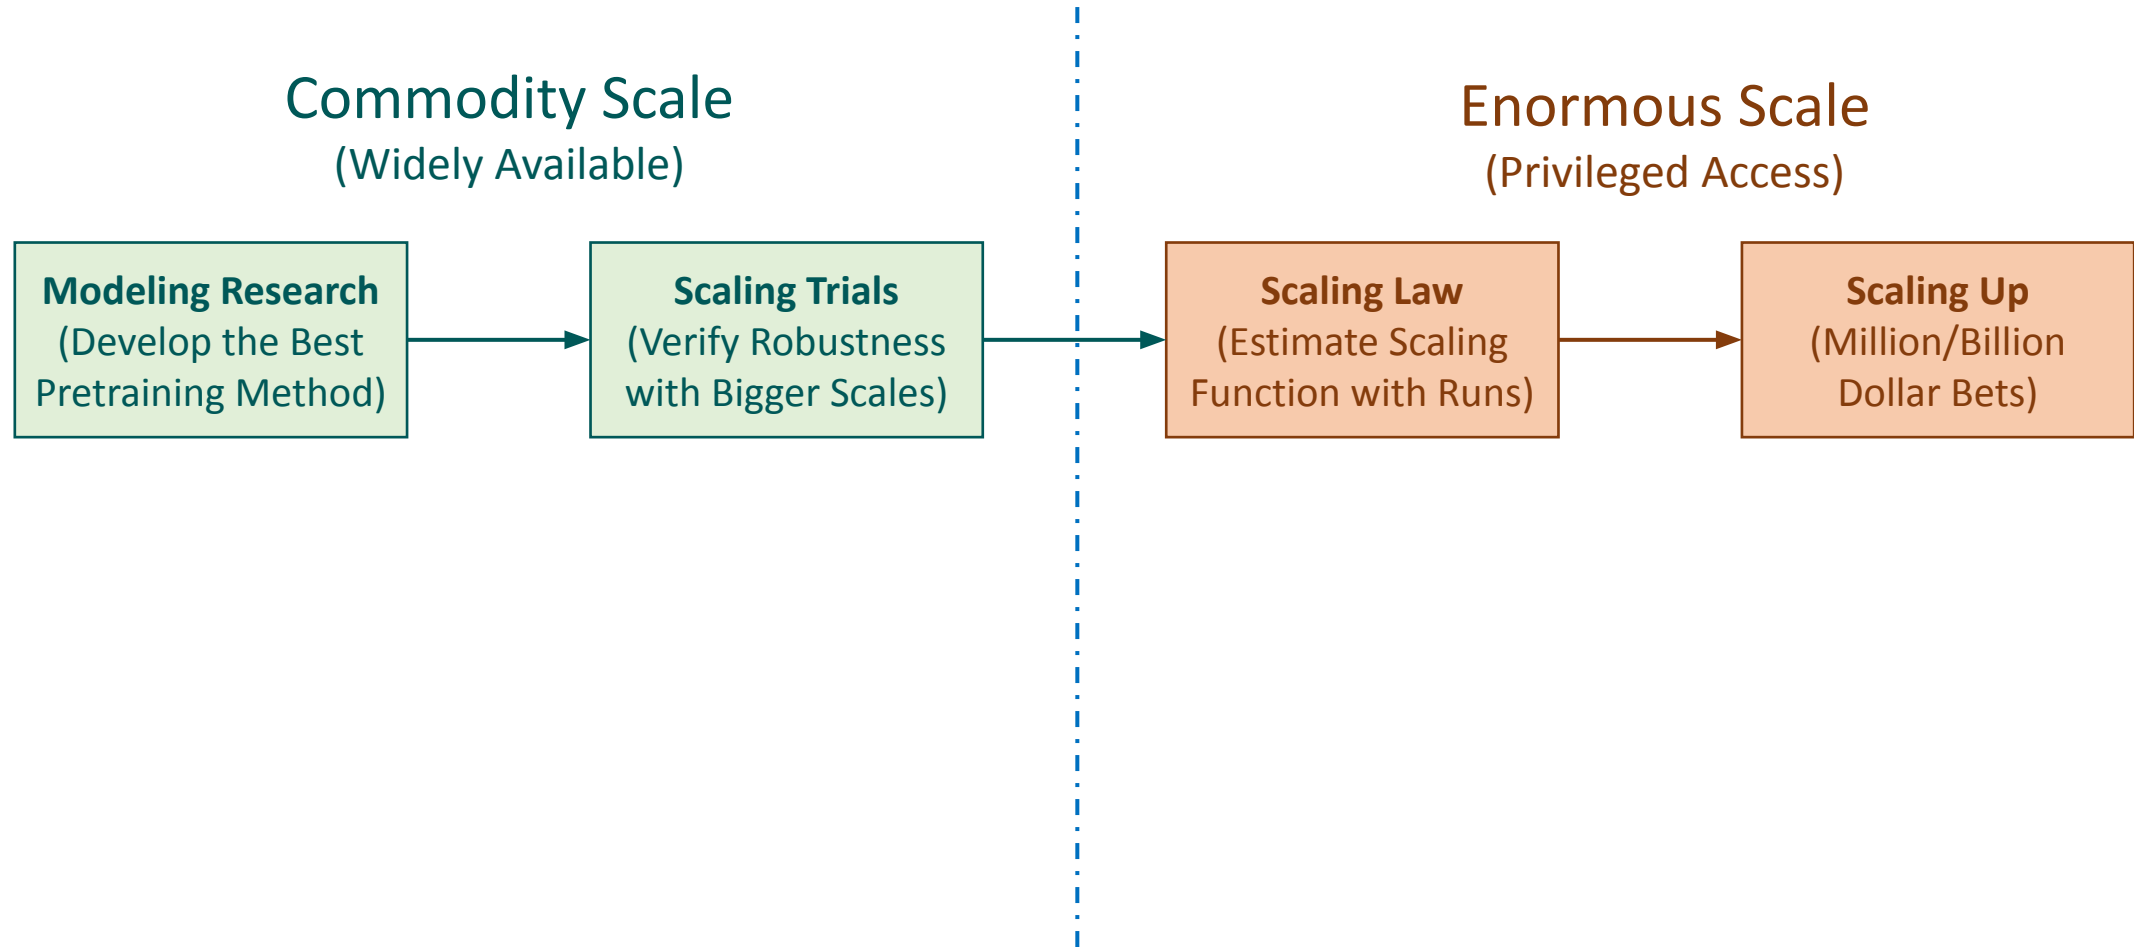 Commodity Scale
(Widely Available)
Enormous Scale
(Privileged Access)
Modeling Research
(Develop the Best
Pretraining Method)
Scaling Trials
(Verify Robustness
with Bigger Scales)
Scaling Law
(Estimate Scaling
Function with Runs)
Scaling Up
(Million/Billion
Dollar Bets)